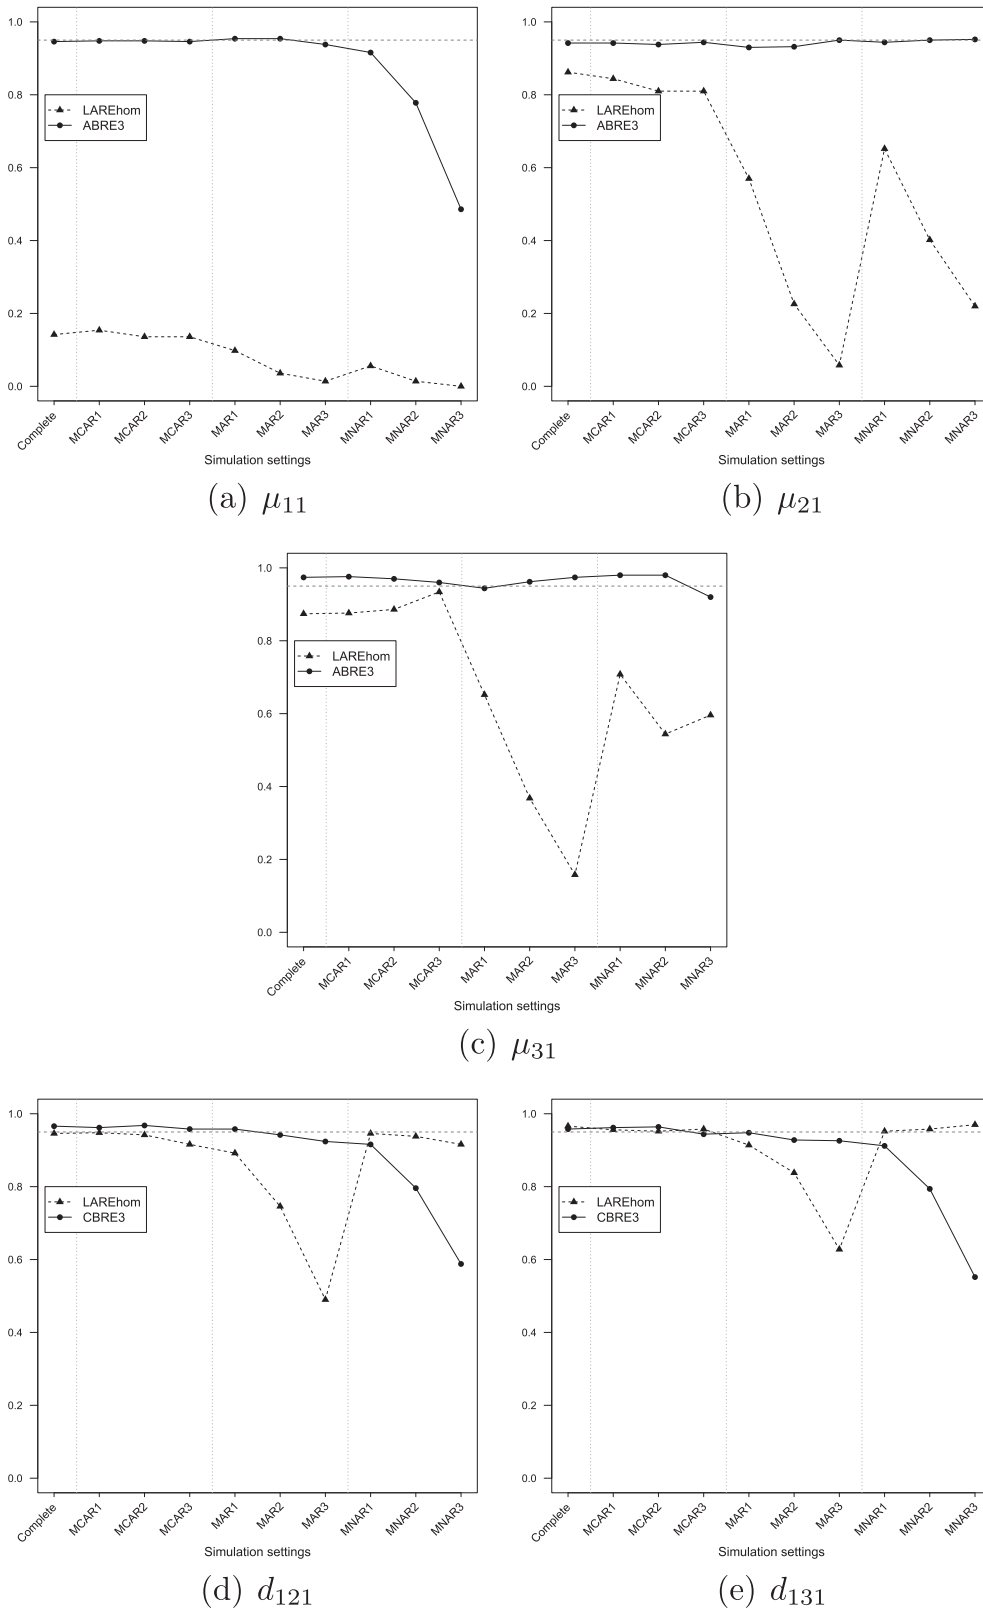 1.0
0.8
0.6
0.4
0.2
0.0
LAREhom
ABRE3
Complete MCAR1 MCAR2 MCAR3 MAR1 MAR2 MAR3 MNAR1 MNAR2 MNAR3
Simulation settings
(a) μ11
1.0
0.8
0.6
0.4
0.2
0.0
LAREhom
ABRE3
Complete MCAR1 MCAR2 MCAR3 MAR1 MAR2 MAR3 MNAR1 MNAR2 MNAR3
Simulation settings
(b) μ21
1.0
0.8
0.6
0.4
0.2
0.0
LAREhom
ABRE3
Complete MCAR1 MCAR2 MCAR3 MAR1 MAR2 MAR3 MNAR1 MNAR2 MNAR3
Simulation settings
(c) μ31
1.0
0.8
0.6
0.4
0.2
0.0
LAREhom
CBRE3
Complete MCAR1 MCAR2 MCAR3 MAR1 MAR2 MAR3 MNAR1 MNAR2 MNAR3
Simulation settings
(d) d121
1.0
0.8
0.6
0.4
0.2
0.0
LAREhom
CBRE3
Complete MCAR1 MCAR2 MCAR3 MAR1 MAR2 MAR3 MNAR1 MNAR2 MNAR3
Simulation settings
(e) d131